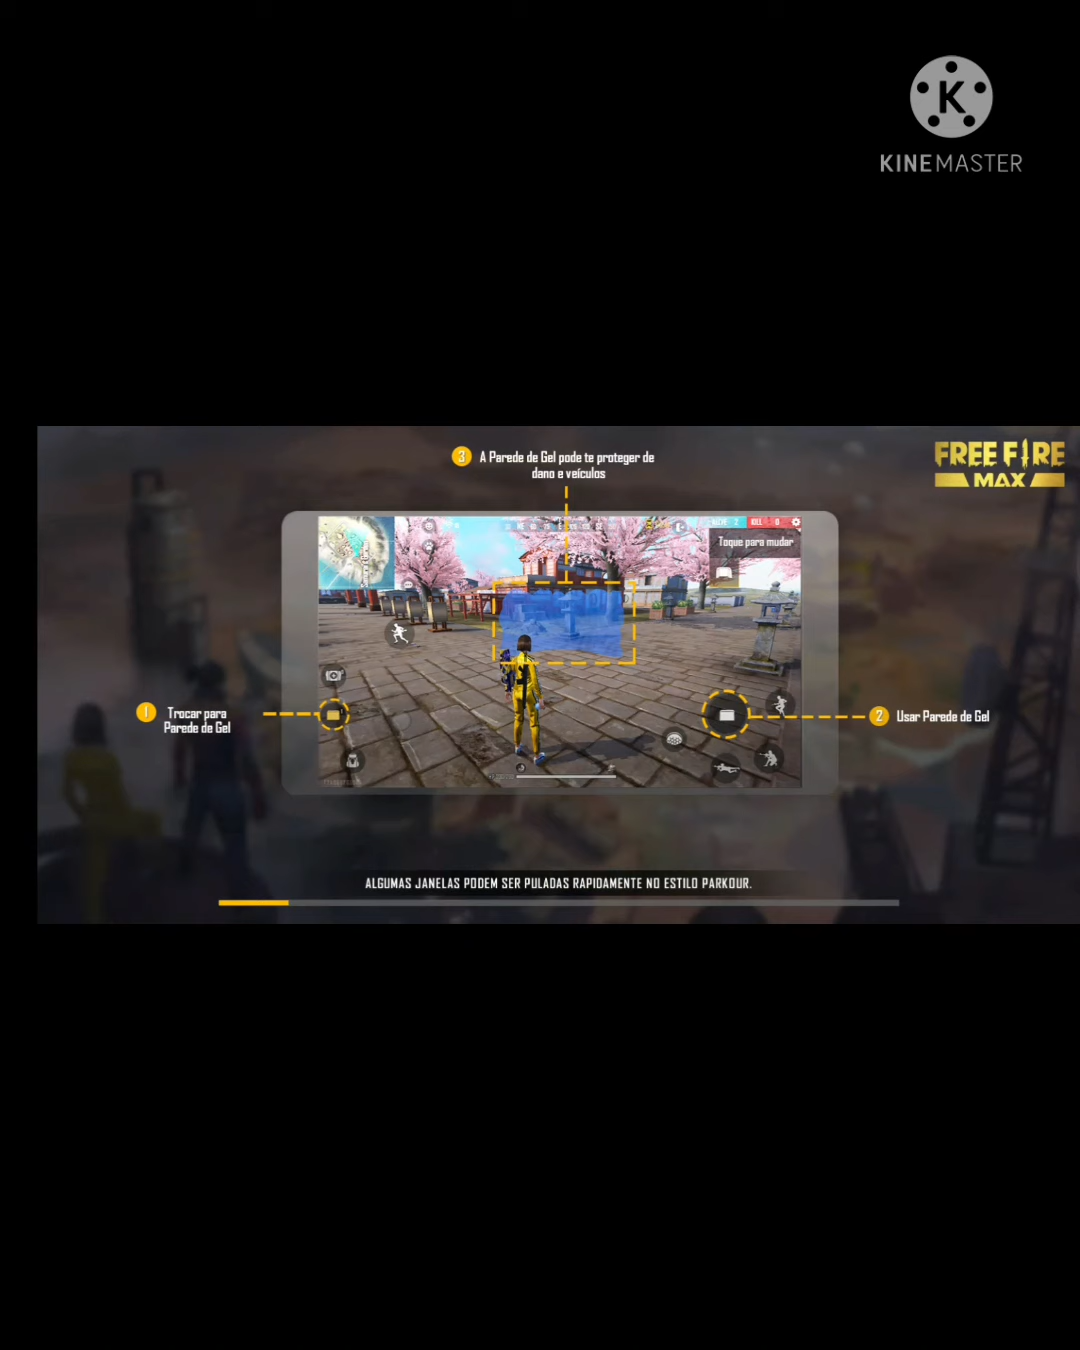 KINEMASTER
3 A Parede de Gel pode te proteger de
dano e veículos
FREE FIRE
MAX
Toque para mudar
1 Trocar para
Parede de Gel
2 Usar Parede de Gel
ALGUMAS JANELAS PODEM SER PULADAS RAPIDAMENTE NO ESTILO PARKOUR.